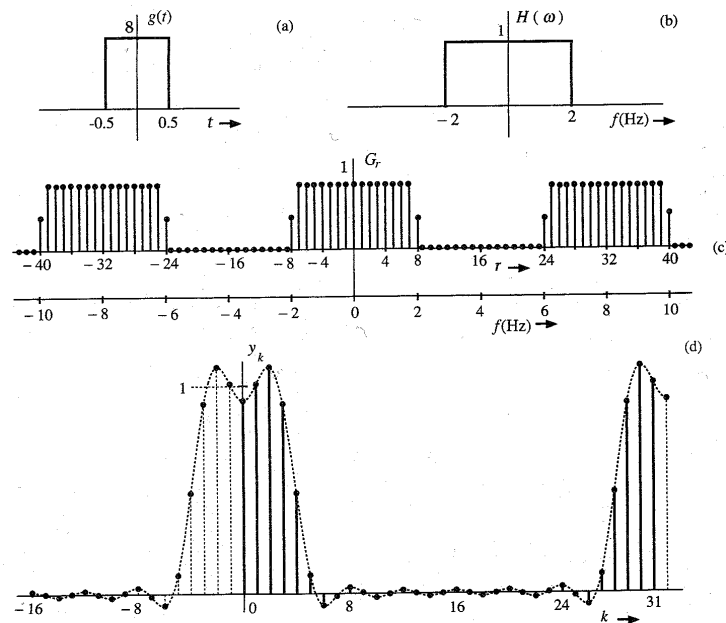 g(t)
(a)
8
-0.5 0.5 t
H ( ω )
(b)
1
-2 2 f(Hz)
1 G_r
-40 -32 -24 -16 -8 -4 4 8 16 r 24 32 40
(c)
-10 -8 -6 -4 -2 0 2 4 6 8 10
f(Hz)
y_k
(d)
1
-16 -8 0 8 16 24 31
k